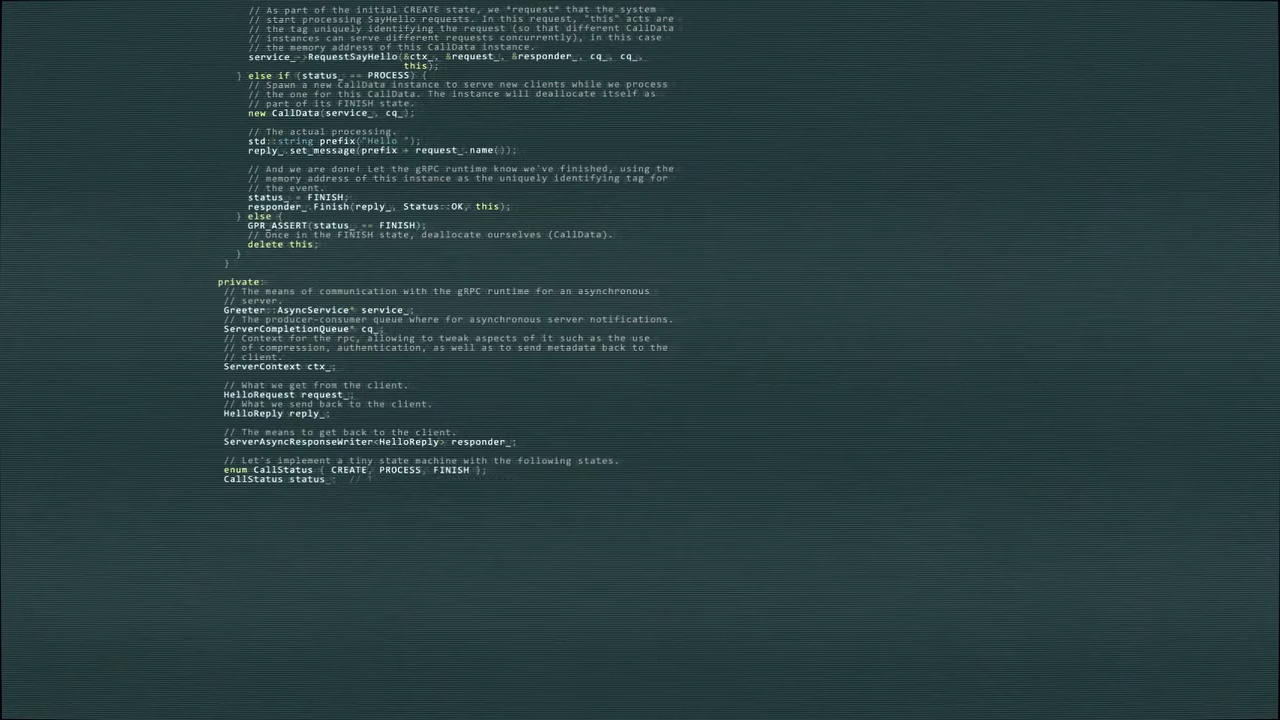 // As part of the initial CREATE state, we *request* that the system
// start processing SayHello requests. In this request, "this" acts are
// the tag uniquely identifying the request (so that different CallData
// instances can serve different requests concurrently), in this case
// the memory address of this CallData instance.
service_->RequestSayHello(&ctx_, &request_, &responder_, cq_, cq_,
this);
} else if (status_ == PROCESS) {
// Spawn a new CallData instance to serve new clients while we process
// the one for this CallData. The instance will deallocate itself as
// part of its FINISH state.
new CallData(service_, cq_);
// The actual processing.
std::string prefix("Hello ");
reply_.set_message(prefix + request_.name());
// And we are done! Let the gRPC runtime know we've finished, using the
// memory address of this instance as the uniquely identifying tag for
// the event.
status_ = FINISH;
responder_.Finish(reply_, Status::OK, this);
} else {
GPR_ASSERT(status_ == FINISH);
// Once in the FINISH state, deallocate ourselves (CallData).
delete this;
}
}
private:
// The means of communication with the gRPC runtime for an asynchronous
// server.
Greeter::AsyncService* service_;
// The producer-consumer queue where for asynchronous server notifications.
ServerCompletionQueue* cq_;
// Context for the rpc, allowing to tweak aspects of it such as the use
// of compression, authentication, as well as to send metadata back to the
// client.
ServerContext ctx_;
// What we get from the client.
HelloRequest request_;
// What we send back to the client.
HelloReply reply_;
// The means to get back to the client.
ServerAsyncResponseWriter<HelloReply> responder_;
// Let's implement a tiny state machine with the following states.
enum CallStatus { CREATE, PROCESS, FINISH };
CallStatus status_; //